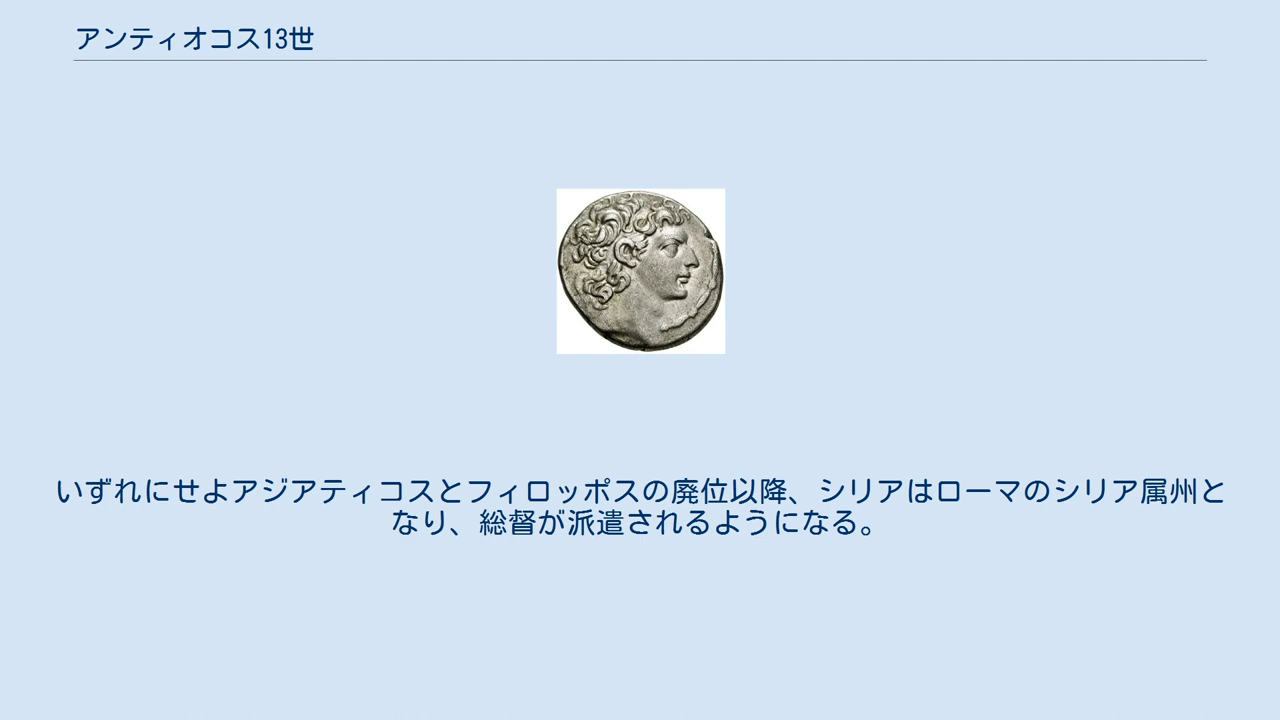 アンティオコス13世
いずれにせよアジアティコスとフィロッポスの廃位以降、シリアはローマのシリア属州と
なり、総督が派遣されるようになる。